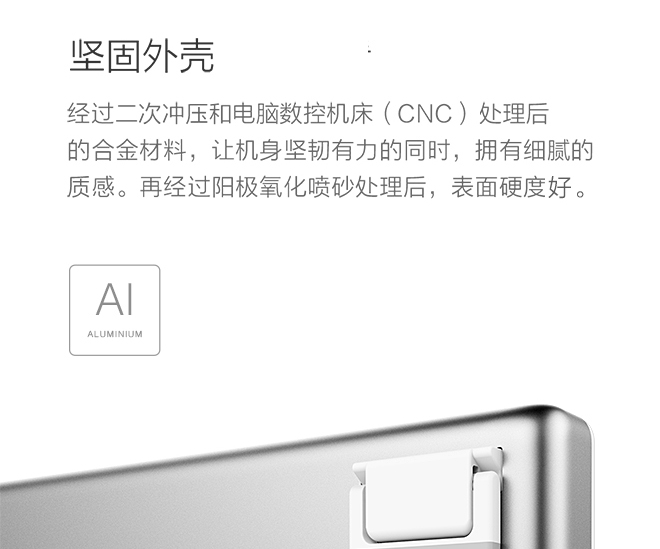 坚固外壳
经过二次冲压和电脑数控机床（CNC）处理后
的合金材料，让机身坚韧有力的同时，拥有细腻的
质感。再经过阳极氧化喷砂处理后，表面硬度好。
Al
ALUMINIUM